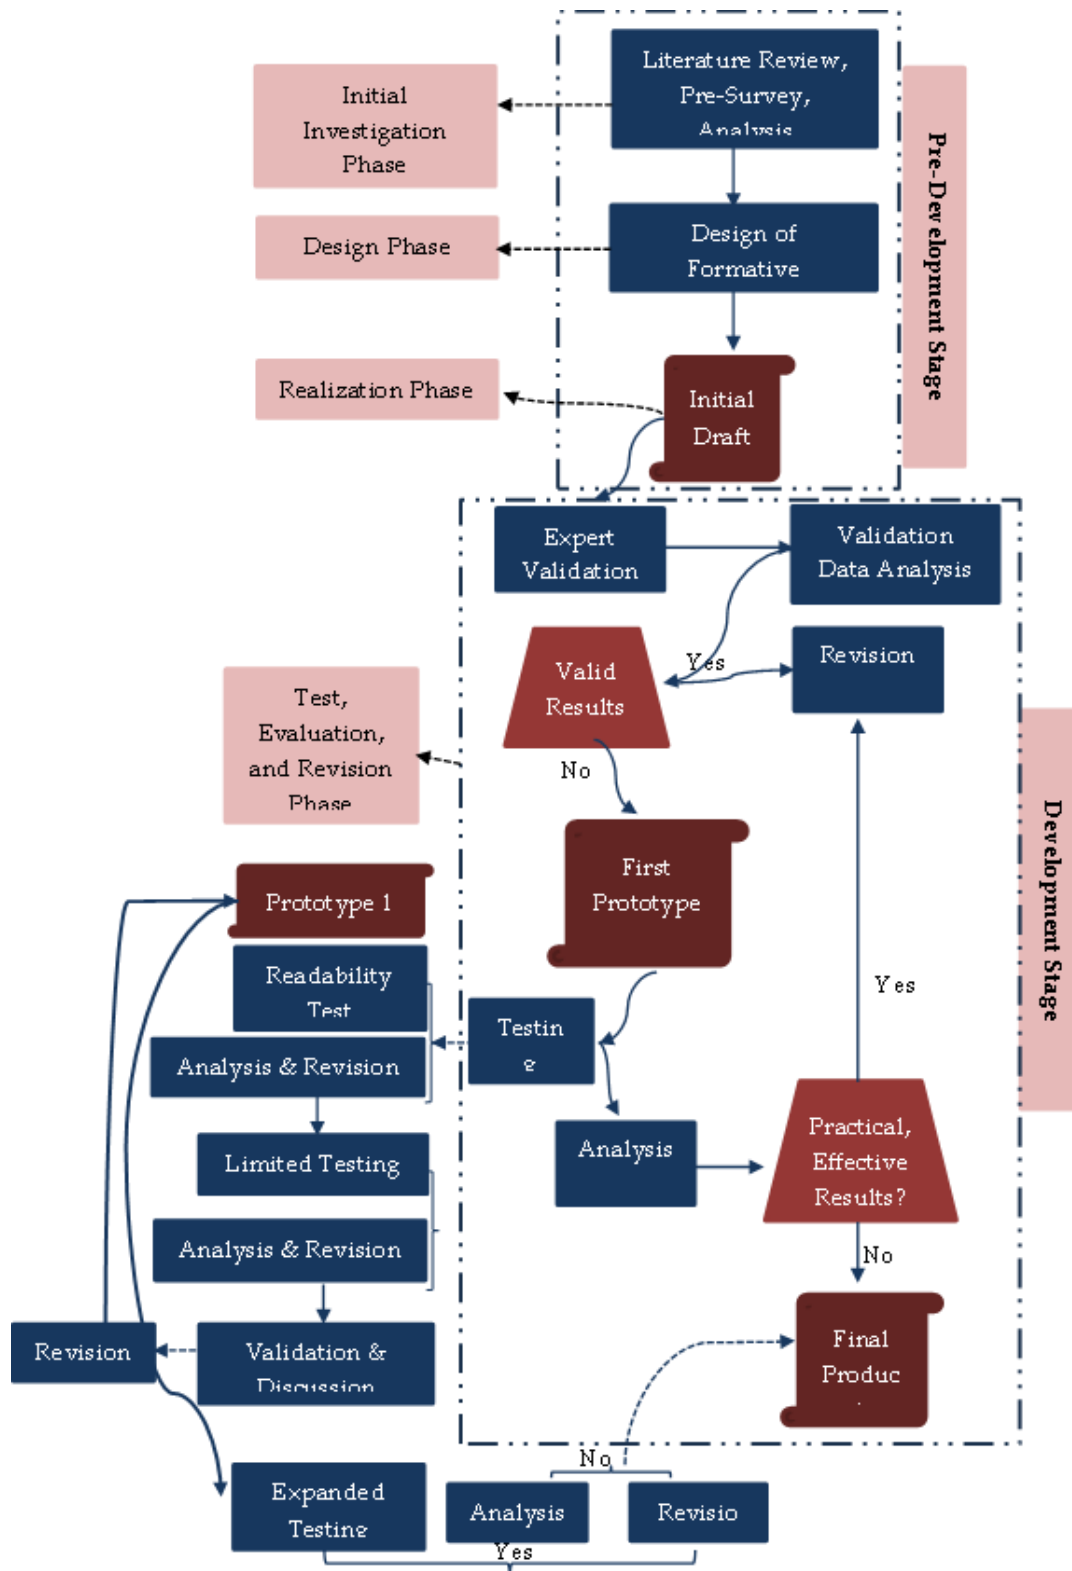 Literature Review,
Pre-Survey,
Analysis
Initial
Investigation
Phase
Pre-Development Stage
Design Phase
Design of
Formative
Realization Phase
Initial
Draft
Expert
Validation
Validation
Data Analysis
Valid
Results
Yes
Revision
No
Test,
Evaluation,
and Revision
Phase
Development Stage
First
Prototype
Prototype 1
Readability
Test
Yes
Testin
g
Analysis & Revision
Analysis
Practical,
Effective
Results?
Limited Testing
Analysis & Revision
No
Final
Produc
Revision
Validation &
Discussion
No
Expanded
Testing
Analysis
Revisio
Yes